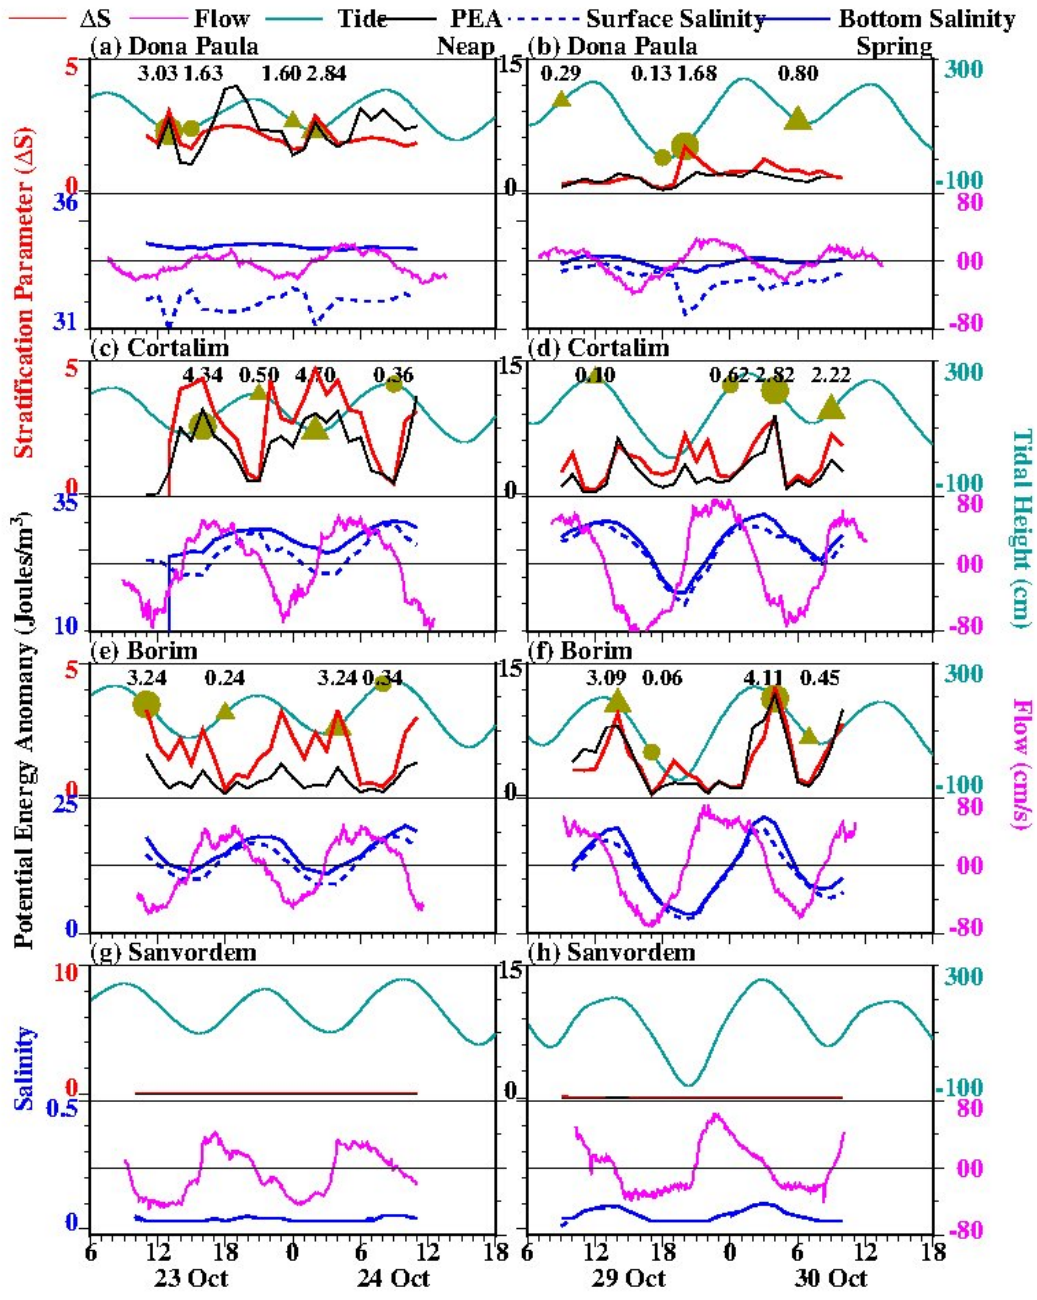 ΔS Flow Tide PEA Surface Salinity Bottom Salinity
(a) Dona Paula Neap (b) Dona Paula Spring
5 3.03 1.63 1.60 2.84 15 0.29 0.13 1.68 0.80 300
0 0 -100
36 80
00
31 -80
(c) Cortalim (d) Cortalim
5 4.34 0.50 4.70 0.36 15 0.10 0.62 2.82 2.22 300
0 0 -100
35 80
00
10 -80
(e) Borim (f) Borim
5 3.24 0.24 3.24 0.34 15 3.09 0.06 4.11 0.45 300
0 0 -100
25 80
00
0 -80
(g) Sanvordem (h) Sanvordem
10 15 300
0 0 -100
0.5 80
00
0 -80
6 12 18 0 6 12 18 6 12 18 0 6 12 18
23 Oct 24 Oct 29 Oct 30 Oct
Stratification Parameter (ΔS)
Potential Energy Anomany (Joules/m³)
Salinity
Tidal Height (cm)
Flow (cm/s)